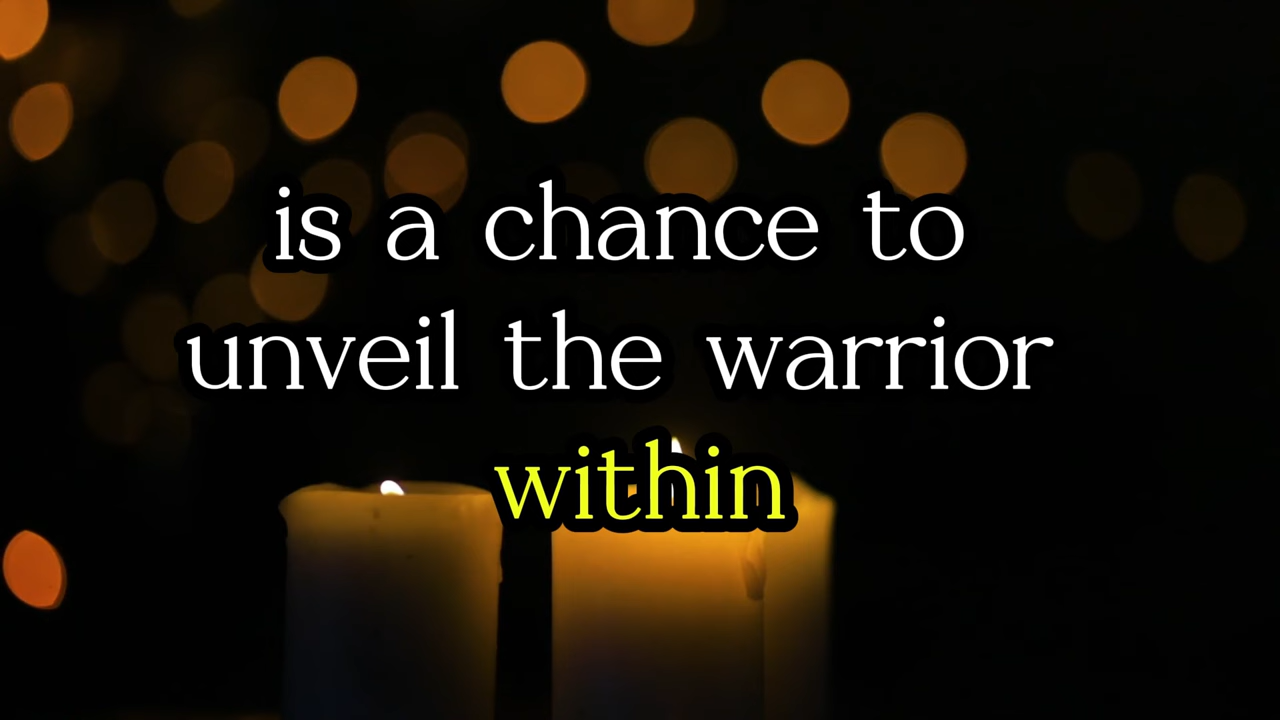 is a chance to
unveil the warrior
within